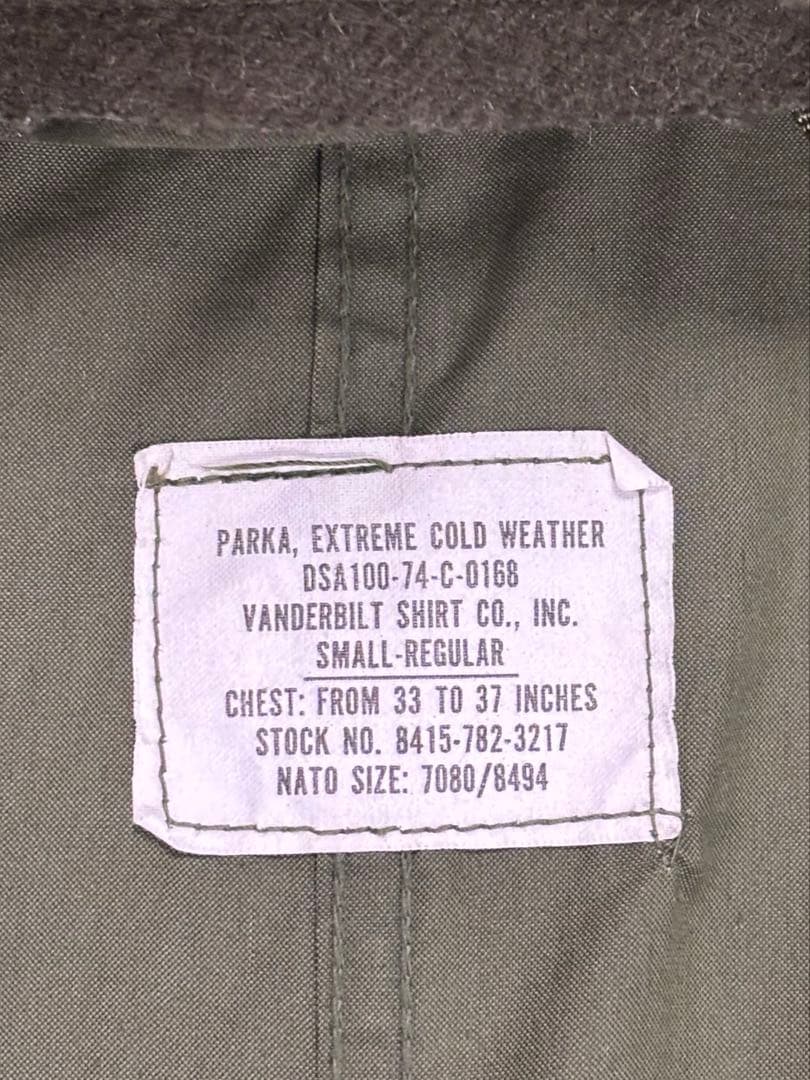 PARKA, EXTREME COLD WEATHER
DSA100-74-C-0168
VANDERBILT SHIRT CO., INC.
SMALL-REGULAR
CHEST: FROM 33 TO 37 INCHES
STOCK NO. 8415-782-3217
NATO SIZE: 7080/8494